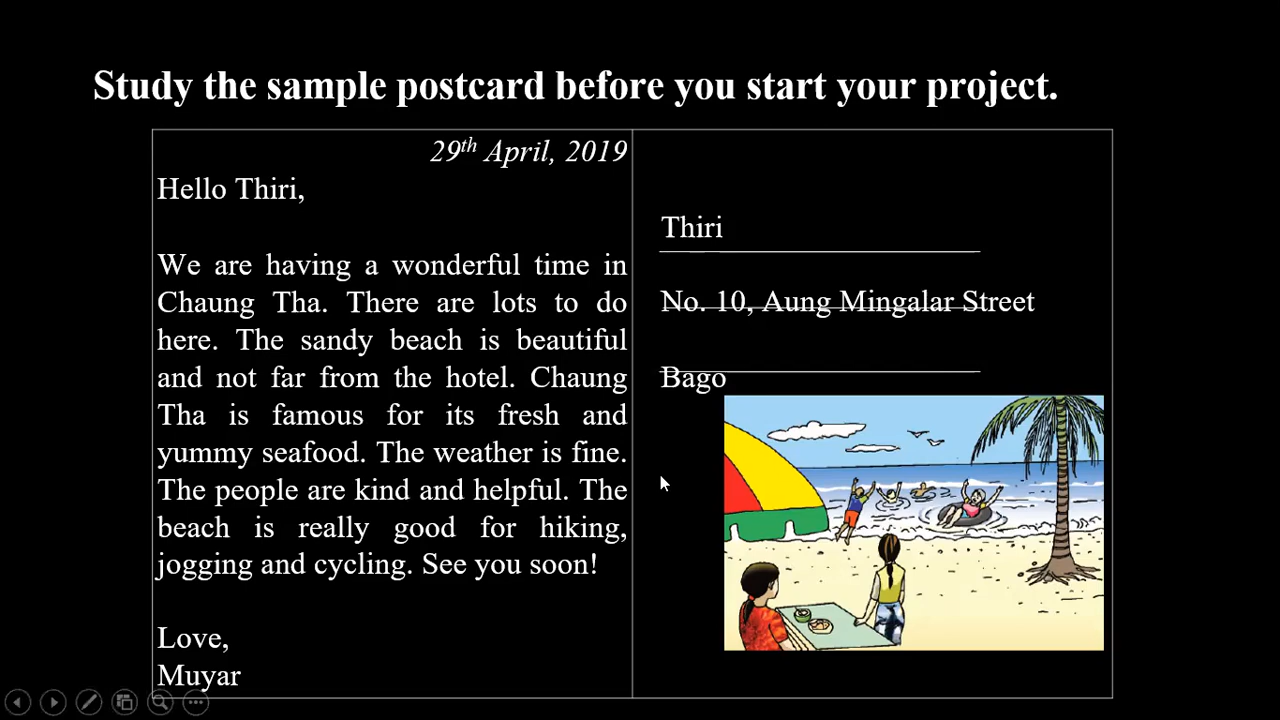 Study the sample postcard before you start your project.
29th April, 2019
Hello Thiri,
We are having a wonderful time in
Chaung Tha. There are lots to do
here. The sandy beach is beautiful
and not far from the hotel. Chaung
Tha is famous for its fresh and
yummy seafood. The weather is fine.
The people are kind and helpful. The
beach is really good for hiking,
jogging and cycling. See you soon!
Love,
Muyar
Thiri
No. 10, Aung Mingalar Street
Bago